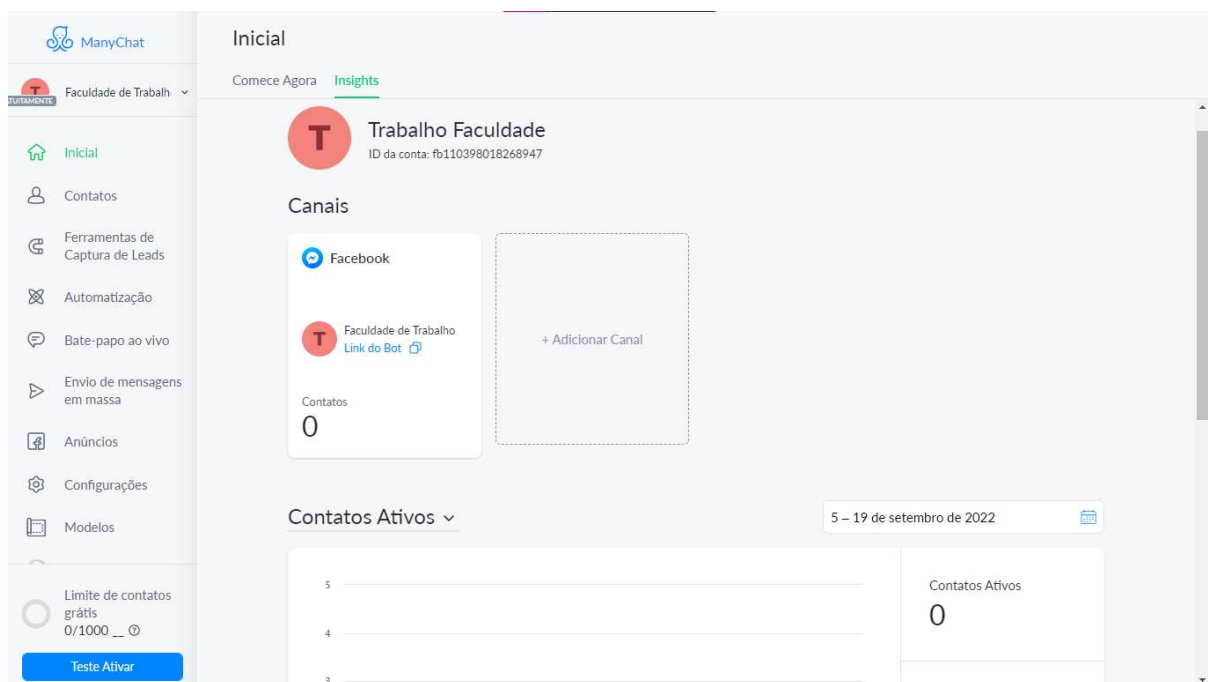 ManyChat
Inicial
Comece Agora Insights
T
TUITAMENTE
Faculdade de Trabalh
Inicial
Contatos
Ferramentas de
Captura de Leads
Automatização
Bate-papo ao vivo
Envio de mensagens
em massa
Anúncios
Configurações
Modelos
Limite de contatos
grátis
0/1000 __
Teste Ativar
T
Trabalho Faculdade
ID da conta: fb110398018268947
Canais
Facebook
T
Faculdade de Trabalho
Link do Bot
Contatos
0
+ Adicionar Canal
Contatos Ativos
5 – 19 de setembro de 2022
5
4
3
Contatos Ativos
0